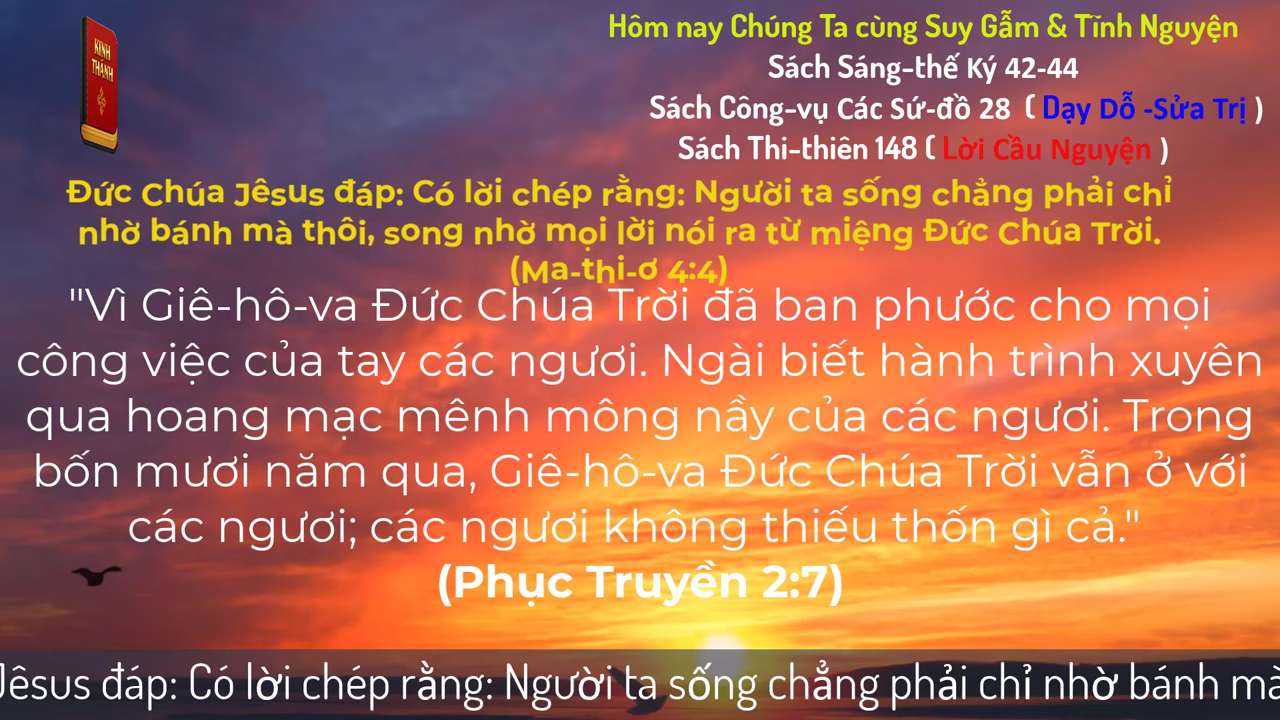 KINH
THÁNH
Hôm nay Chúng Ta cùng Suy Gẫm & Tĩnh Nguyện
Sách Sáng-thế Ký 42-44
Sách Công-vụ Các Sứ-đồ 28 ( Dạy Dỗ -Sửa Trị )
Sách Thi-thiên 148 ( Lời Cầu Nguyện )
Đức Chúa Jêsus đáp: Có lời chép rằng: Người ta sống chẳng phải chỉ
nhờ bánh mà thôi, song nhờ mọi lời nói ra từ miệng Đức Chúa Trời.
(Ma-thi-ơ 4:4)
"Vì Giê-hô-va Đức Chúa Trời đã ban phước cho mọi
công việc của tay các ngươi. Ngài biết hành trình xuyên
qua hoang mạc mênh mông nầy của các ngươi. Trong
bốn mươi năm qua, Giê-hô-va Đức Chúa Trời vẫn ở với
các ngươi; các ngươi không thiếu thốn gì cả."
(Phục Truyền 2:7)
Jêsus đáp: Có lời chép rằng: Người ta sống chẳng phải chỉ nhờ bánh mà